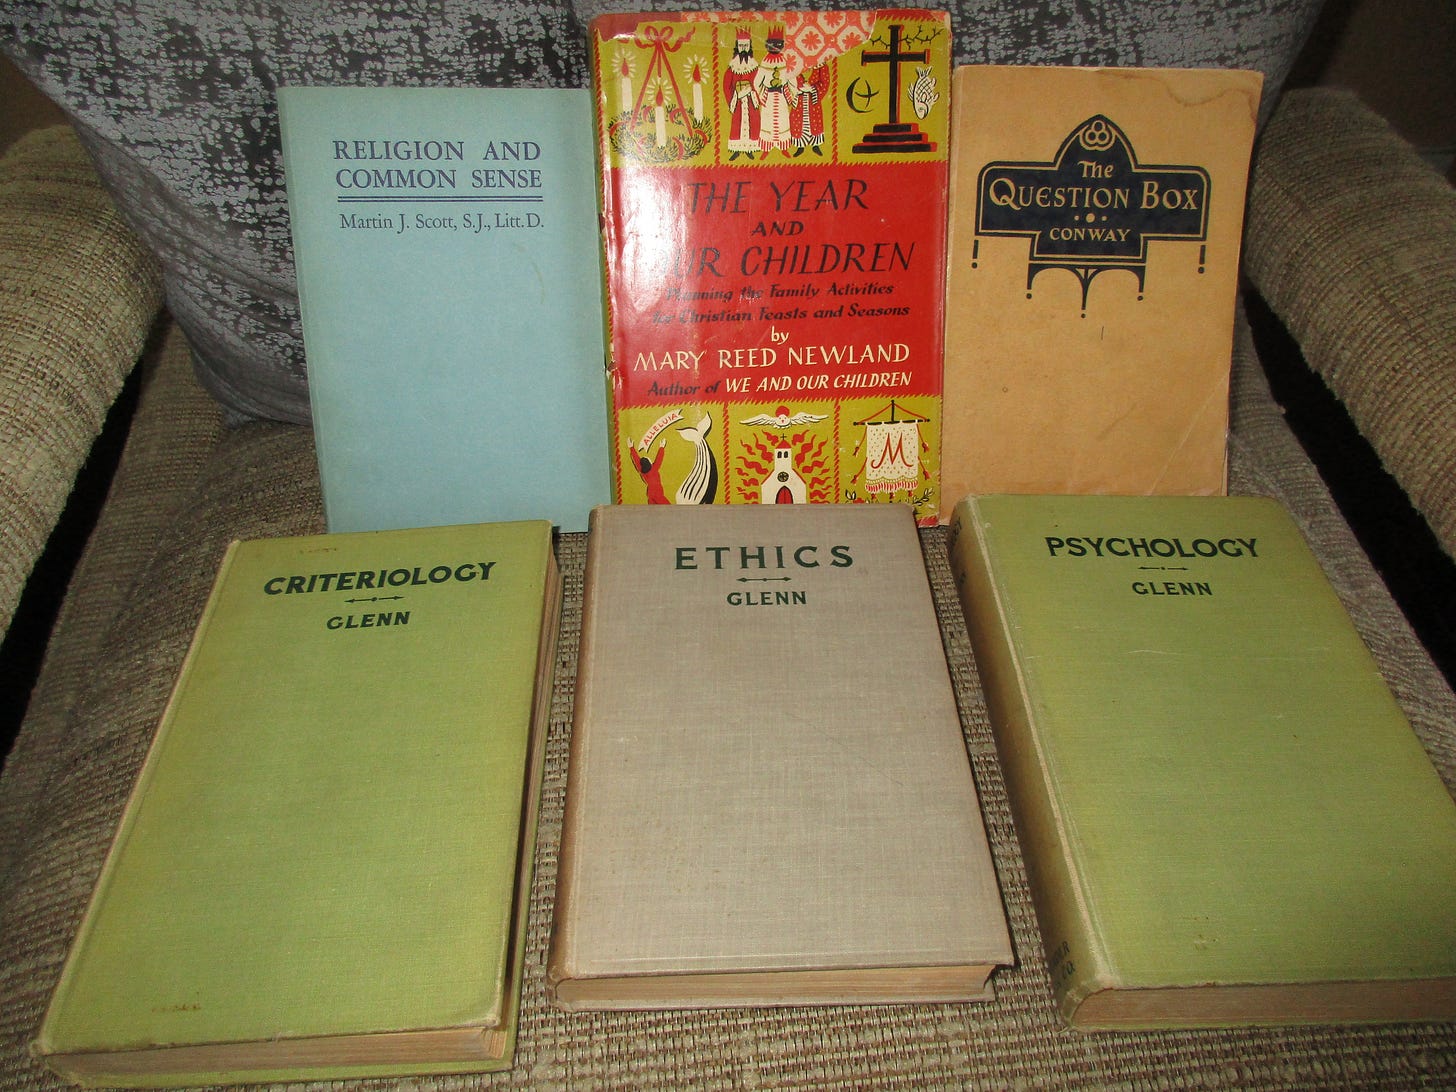 RELIGION AND
COMMON SENSE
Martin J. Scott, S.J., Litt.D.
THE YEAR
AND
OUR CHILDREN
Planning the Family Activities
for Christian Feasts and Seasons
by
MARY REED NEWLAND
Author of WE AND OUR CHILDREN
ALLELUIA
M
The
QUESTION BOX
CONWAY
CRITERIOLOGY
GLENN
ETHICS
GLENN
PSYCHOLOGY
GLENN
CO.